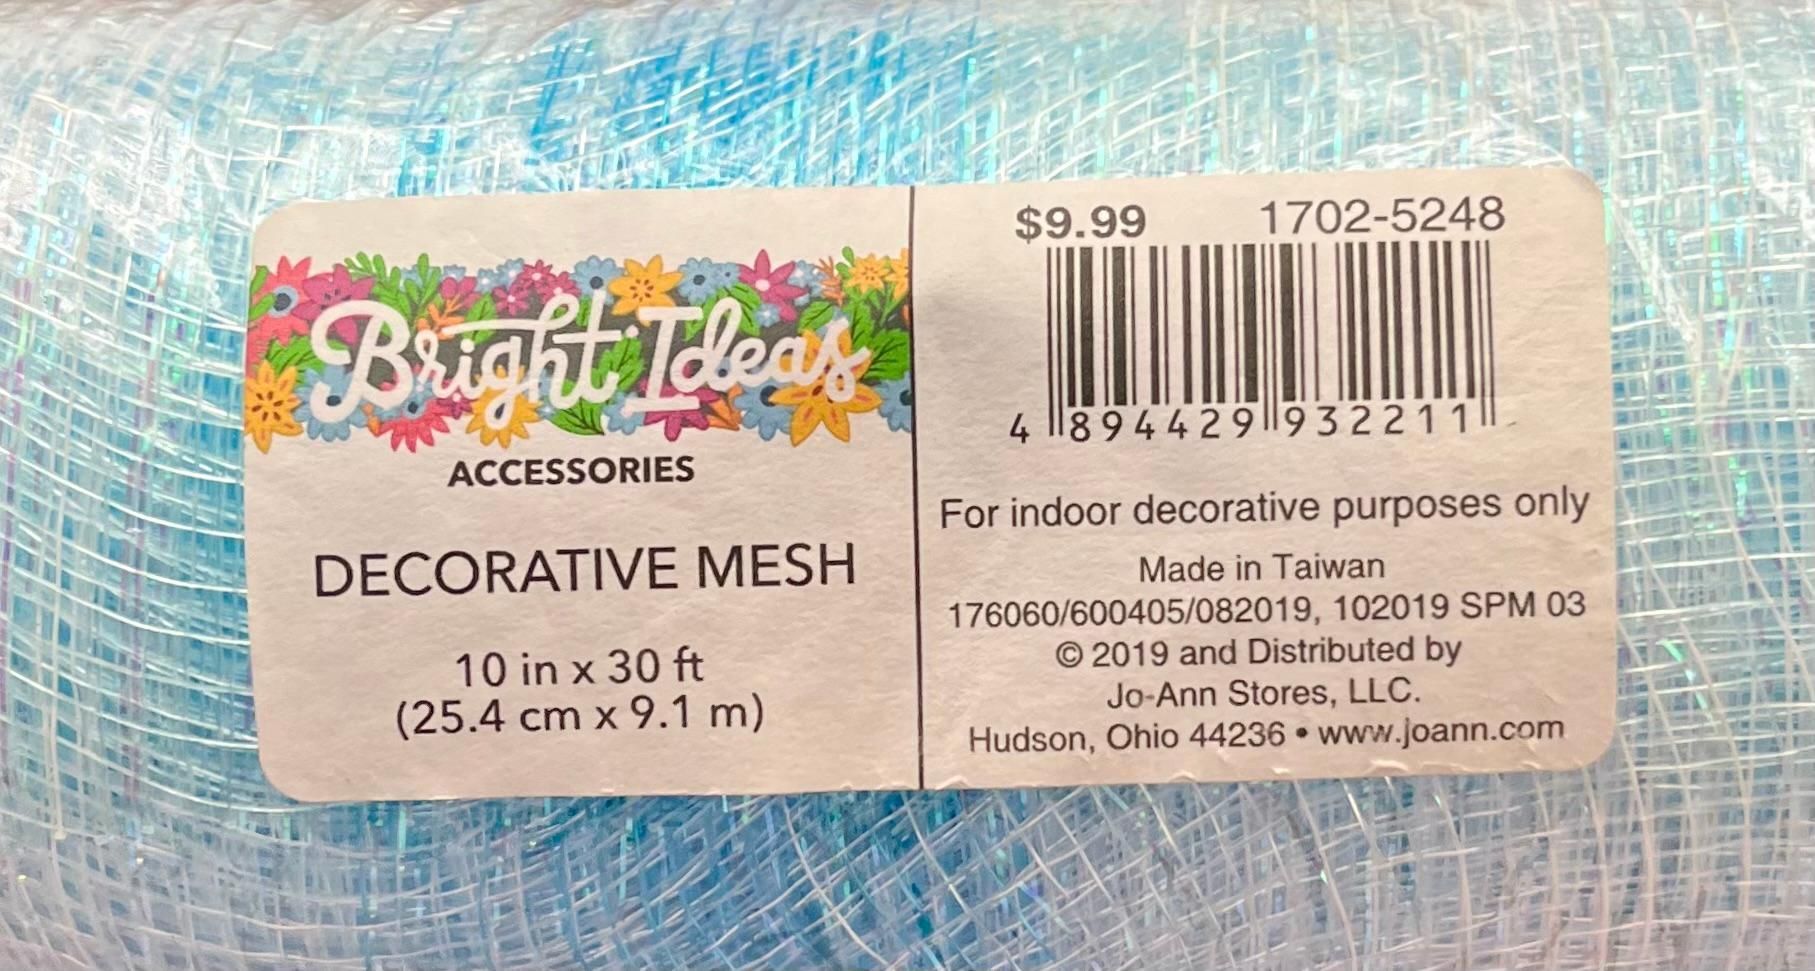 Bright Ideas
ACCESSORIES
DECORATIVE MESH
10 in x 30 ft
(25.4 cm x 9.1 m)
$9.99 1702-5248
4 894429 932211
For indoor decorative purposes only
Made in Taiwan
176060/600405/082019, 102019 SPM 03
© 2019 and Distributed by
Jo-Ann Stores, LLC.
Hudson, Ohio 44236 • www.joann.com